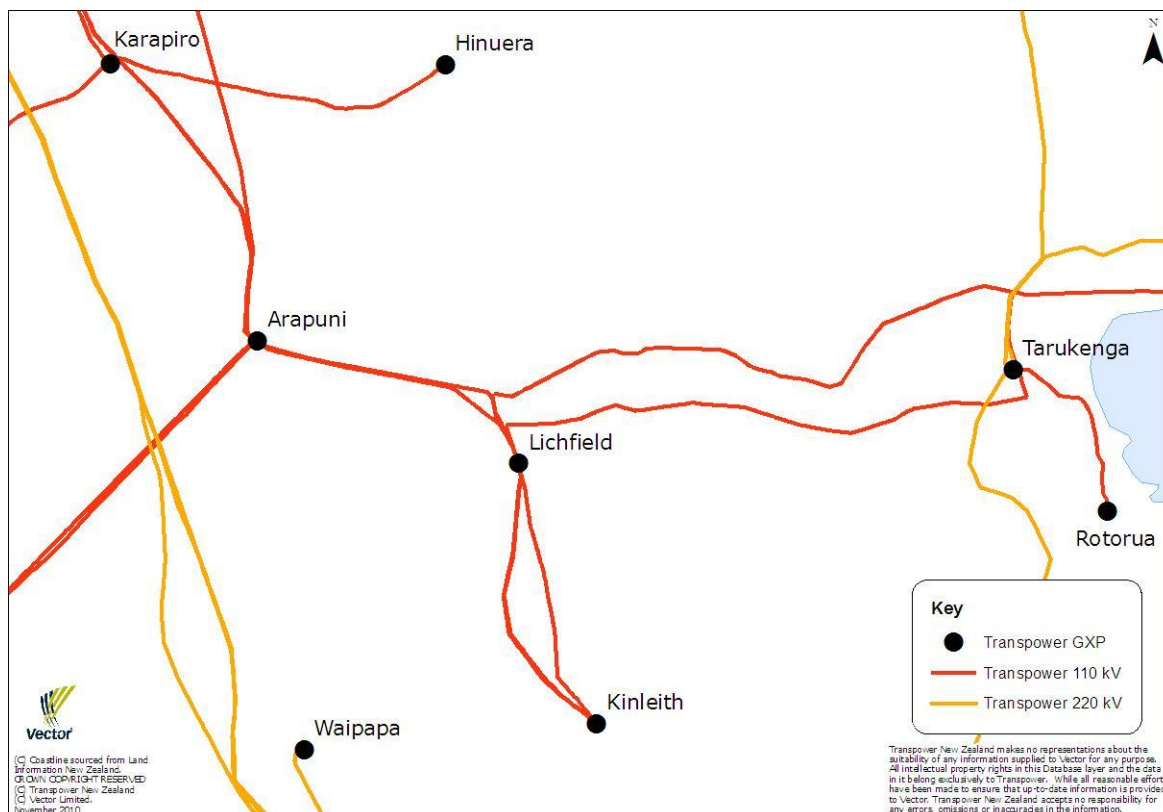 Karapiro
Hinuera
N
Arapuni
Tarukenga
Lichfield
Rotorua
Key
Transpower GXP
Transpower 110 kV
Transpower 220 kV
Kinleith
Waipapa
Vector
(C) Coastline sourced from Land
Information New Zealand.
CROWN COPYRIGHT RESERVED
(C) Transpower New Zealand
(C) Vector Limited.
November 2010
Transpower New Zealand makes no representations about the
suitability of any information supplied to Vector for any purpose.
All intellectual property rights in this Database layer and the data
in it belong exclusively to Transpower. While all reasonable effort
have been made to ensure that up-to-date information is provided
to Vector, Transpower New Zealand accepts no responsibility for
any errors, omissions or inaccuracies in the information.